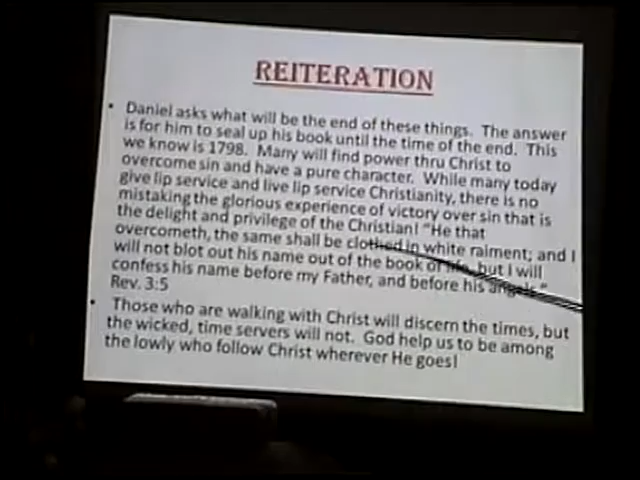 REITERATION
• Daniel asks what will be the end of these things. The answer
is for him to seal up his book until the time of the end. This
we know is 1798. Many will find power thru Christ to
overcome sin and have a pure character. While many today
give lip service and live lip service Christianity, there is no
mistaking the glorious experience of victory over sin that is
the delight and privilege of the Christian! "He that
overcometh, the same shall be clothed in white raiment; and I
will not blot out his name out of the book of life, but I will
confess his name before my Father, and before his angels."
Rev. 3:5
• Those who are walking with Christ will discern the times, but
the wicked, time servers will not. God help us to be among
the lowly who follow Christ wherever He goes!